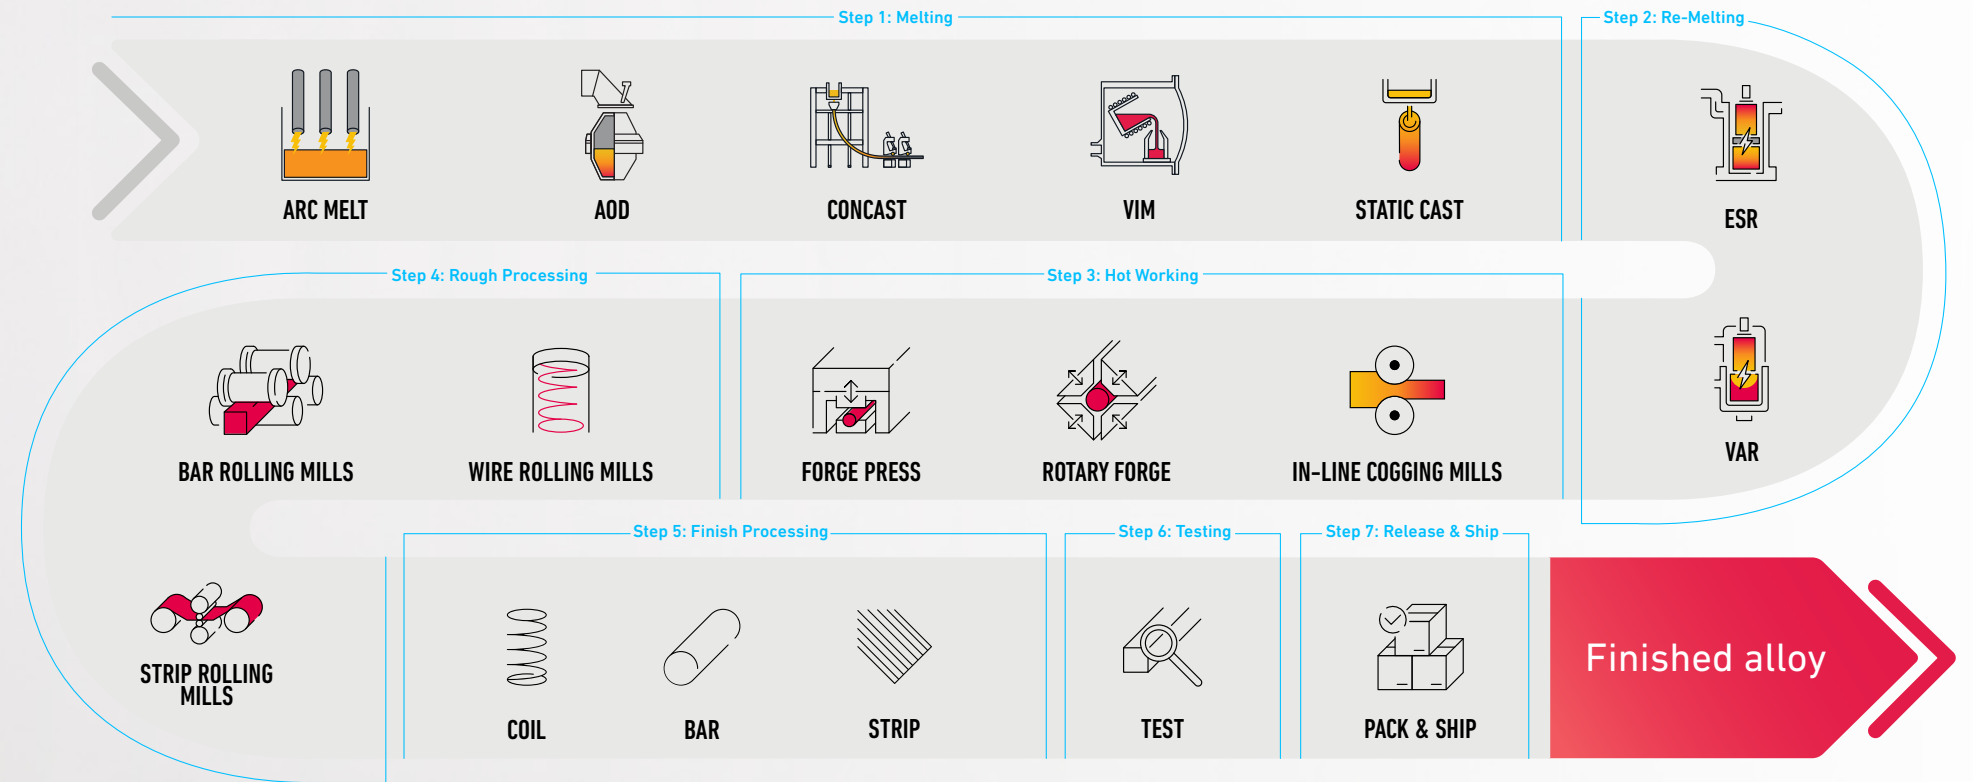 Step 1: Melting
Step 2: Re-Melting
ARC MELT
AOD
CONCAST
VIM
STATIC CAST
ESR
VAR
Step 3: Hot Working
IN-LINE COGGING MILLS
ROTARY FORGE
FORGE PRESS
Step 4: Rough Processing
WIRE ROLLING MILLS
BAR ROLLING MILLS
STRIP ROLLING
MILLS
Step 5: Finish Processing
COIL
BAR
STRIP
Step 6: Testing
TEST
Step 7: Release & Ship
PACK & SHIP
Finished alloy